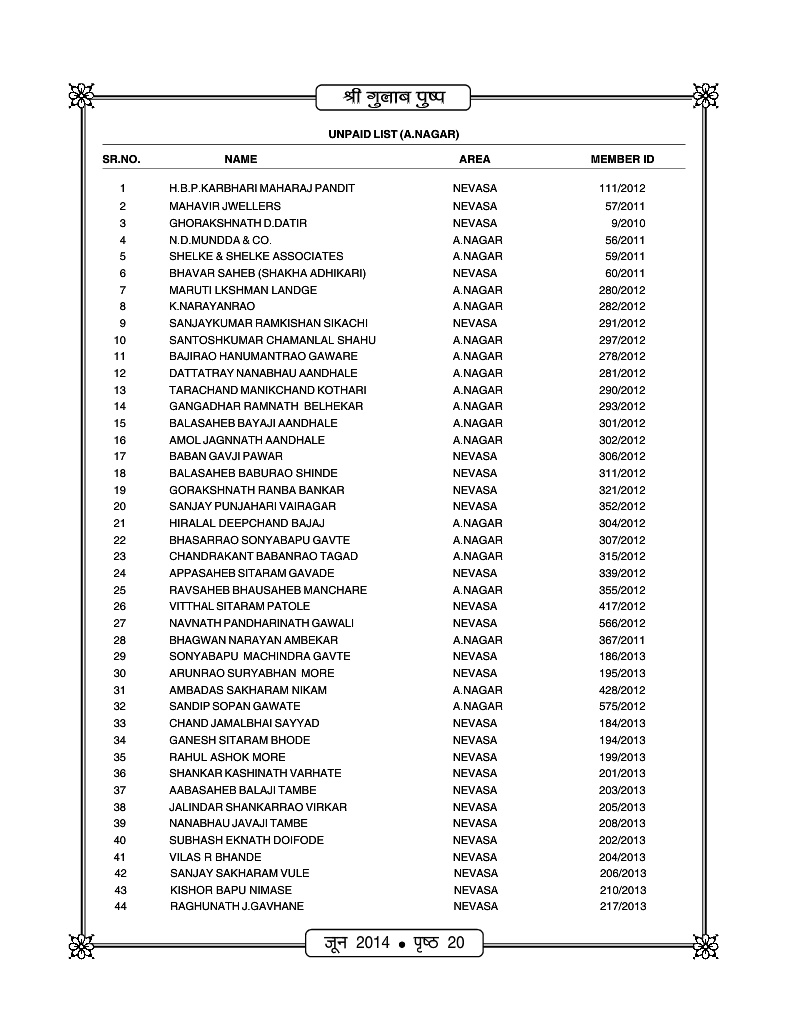 श्री गुलाब पुष्प
UNPAID LIST (A.NAGAR)
SR.NO. NAME AREA MEMBER ID
1 H.B.P.KARBHARI MAHARAJ PANDIT NEVASA 111/2012
2 MAHAVIR JWELLERS NEVASA 57/2011
3 GHORAKSHNATH D.DATIR NEVASA 9/2010
4 N.D.MUNDDA & CO. A.NAGAR 56/2011
5 SHELKE & SHELKE ASSOCIATES A.NAGAR 59/2011
6 BHAVAR SAHEB (SHAKHA ADHIKARI) NEVASA 60/2011
7 MARUTI LKSHMAN LANDGE A.NAGAR 280/2012
8 K.NARAYANRAO A.NAGAR 282/2012
9 SANJAYKUMAR RAMKISHAN SIKACHI NEVASA 291/2012
10 SANTOSHKUMAR CHAMANLAL SHAHU A.NAGAR 297/2012
11 BAJIRAO HANUMANTRAO GAWARE A.NAGAR 278/2012
12 DATTATRAY NANABHAU AANDHALE A.NAGAR 281/2012
13 TARACHAND MANIKCHAND KOTHARI A.NAGAR 290/2012
14 GANGADHAR RAMNATH BELHEKAR A.NAGAR 293/2012
15 BALASAHEB BAYAJI AANDHALE A.NAGAR 301/2012
16 AMOL JAGNNATH AANDHALE A.NAGAR 302/2012
17 BABAN GAVJI PAWAR NEVASA 306/2012
18 BALASAHEB BABURAO SHINDE NEVASA 311/2012
19 GORAKSHNATH RANBA BANKAR NEVASA 321/2012
20 SANJAY PUNJAHARI VAIRAGAR NEVASA 352/2012
21 HIRALAL DEEPCHAND BAJAJ A.NAGAR 304/2012
22 BHASARRAO SONYABAPU GAVTE A.NAGAR 307/2012
23 CHANDRAKANT BABANRAO TAGAD A.NAGAR 315/2012
24 APPASAHEB SITARAM GAVADE NEVASA 339/2012
25 RAVSAHEB BHAUSAHEB MANCHARE A.NAGAR 355/2012
26 VITTHAL SITARAM PATOLE NEVASA 417/2012
27 NAVNATH PANDHARINATH GAWALI NEVASA 566/2012
28 BHAGWAN NARAYAN AMBEKAR A.NAGAR 367/2011
29 SONYABAPU MACHINDRA GAVTE NEVASA 186/2013
30 ARUNRAO SURYABHAN MORE NEVASA 195/2013
31 AMBADAS SAKHARAM NIKAM A.NAGAR 428/2012
32 SANDIP SOPAN GAWATE A.NAGAR 575/2012
33 CHAND JAMALBHAI SAYYAD NEVASA 184/2013
34 GANESH SITARAM BHODE NEVASA 194/2013
35 RAHUL ASHOK MORE NEVASA 199/2013
36 SHANKAR KASHINATH VARHATE NEVASA 201/2013
37 AABASAHEB BALAJI TAMBE NEVASA 203/2013
38 JALINDAR SHANKARRAO VIRKAR NEVASA 205/2013
39 NANABHAU JAVAJI TAMBE NEVASA 208/2013
40 SUBHASH EKNATH DOIFODE NEVASA 202/2013
41 VILAS R BHANDE NEVASA 204/2013
42 SANJAY SAKHARAM VULE NEVASA 206/2013
43 KISHOR BAPU NIMASE NEVASA 210/2013
44 RAGHUNATH J.GAVHANE NEVASA 217/2013
जून 2014 ● पृष्ठ 20